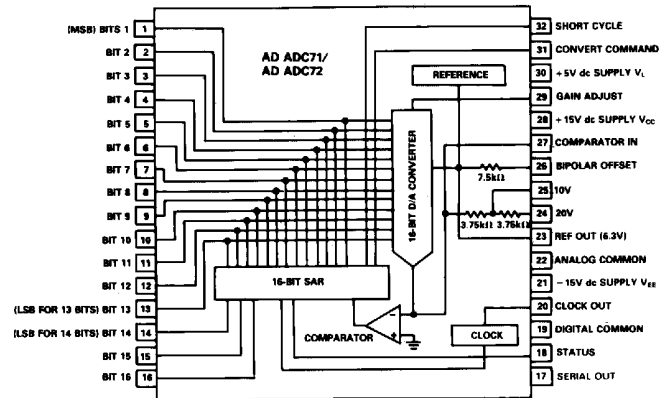 (MSB) BITS 1 1
BIT 2 2
BIT 3 3
BIT 4 4
BIT 5 5
BIT 6 6
BIT 7 7
BIT 8 8
BIT 9 9
BIT 10 10
BIT 11 11
BIT 12 12
(LSB FOR 13 BITS) BIT 13 13
(LSB FOR 14 BITS) BIT 14 14
BIT 15 15
BIT 16 16
AD ADC71/
AD ADC72
REFERENCE
16-BIT D/A CONVERTER
7.5kΩ
3.75kΩ 3.75kΩ
16-BIT SAR
COMPARATOR
−
+
CLOCK
32 SHORT CYCLE
31 CONVERT COMMAND
30 +5V dc SUPPLY VL
29 GAIN ADJUST
28 +15V dc SUPPLY VCC
27 COMPARATOR IN
26 BIPOLAR OFFSET
25 10V
24 20V
23 REF OUT (6.3V)
22 ANALOG COMMON
21 −15V dc SUPPLY VEE
20 CLOCK OUT
19 DIGITAL COMMON
18 STATUS
17 SERIAL OUT